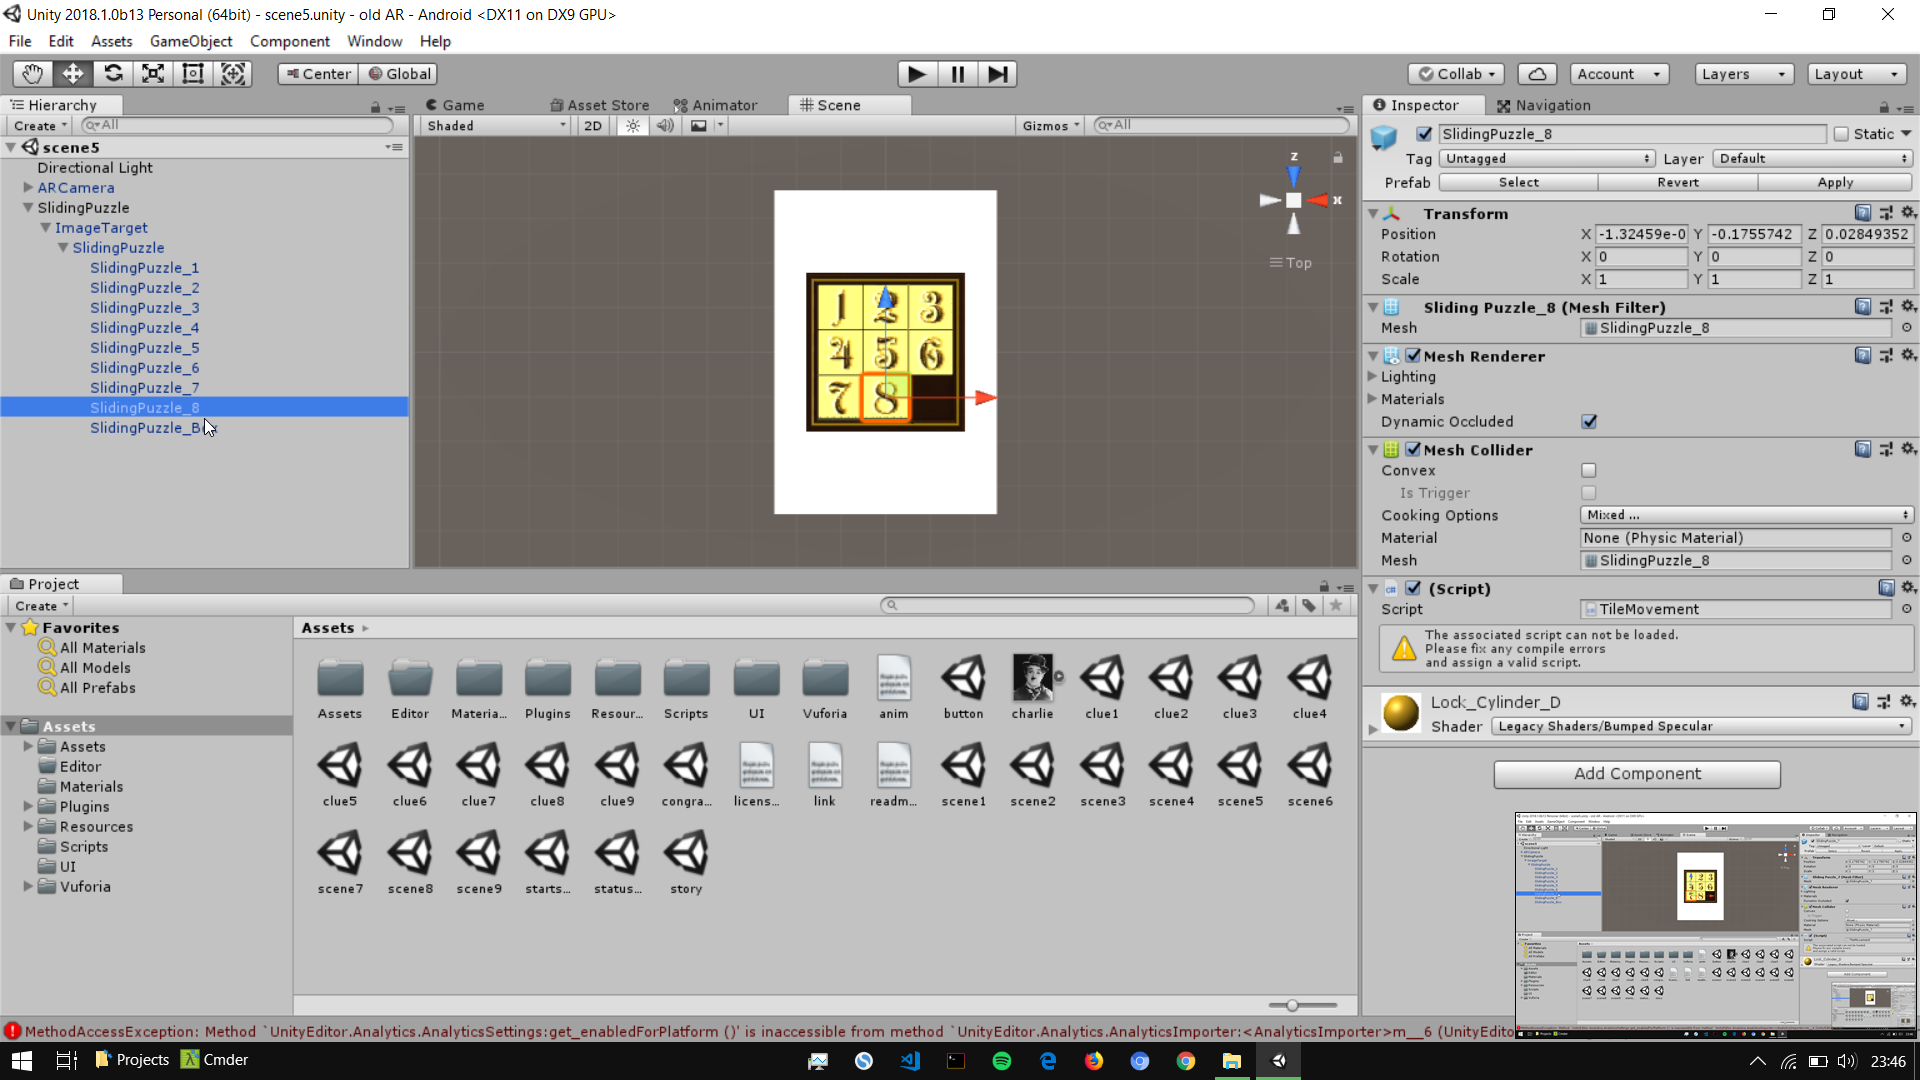 Unity 2018.1.0b13 Personal (64bit) - scene5.unity - old AR - Android <DX11 on DX9 GPU>
File Edit Assets GameObject Component Window Help
Center Global
Collab Account Layers Layout
Hierarchy
Create All
scene5
Directional Light
ARCamera
SlidingPuzzle
ImageTarget
SlidingPuzzle
SlidingPuzzle_1
SlidingPuzzle_2
SlidingPuzzle_3
SlidingPuzzle_4
SlidingPuzzle_5
SlidingPuzzle_6
SlidingPuzzle_7
SlidingPuzzle_8
SlidingPuzzle_Box
Game Asset Store Animator Scene
Shaded 2D Gizmos All
z
x
Top
1 2 3
4 5 6
7 8
Inspector Navigation
SlidingPuzzle_8 Static
Tag Untagged Layer Default
Prefab Select Revert Apply
Transform
Position X -1.32459e-0 Y -0.1755742 Z 0.02849352
Rotation X 0 Y 0 Z 0
Scale X 1 Y 1 Z 1
Sliding Puzzle_8 (Mesh Filter)
Mesh SlidingPuzzle_8
Mesh Renderer
Lighting
Materials
Dynamic Occluded
Mesh Collider
Convex
Is Trigger
Cooking Options Mixed ...
Material None (Physic Material)
Mesh SlidingPuzzle_8
(Script)
Script TileMovement
The associated script can not be loaded.
Please fix any compile errors
and assign a valid script.
Lock_Cylinder_D
Shader Legacy Shaders/Bumped Specular
Add Component
Project
Create
Favorites
All Materials
All Models
All Prefabs
Assets
Assets
Editor
Materials
Plugins
Resources
Scripts
UI
Vuforia
Assets
Assets Editor Materia... Plugins Resour... Scripts UI Vuforia anim button charlie clue1 clue2 clue3 clue4
clue5 clue6 clue7 clue8 clue9 congra... licens... link readm... scene1 scene2 scene3 scene4 scene5 scene6
scene7 scene8 scene9 starts... status... story
MethodAccessException: Method `UnityEditor.Analytics.AnalyticsSettings:get_enabledForPlatform ()' is inaccessible from method `UnityEditor.Analytics.AnalyticsImporter:<AnalyticsImporter>m__6 (UnityEdito
Projects Cmder
23:46